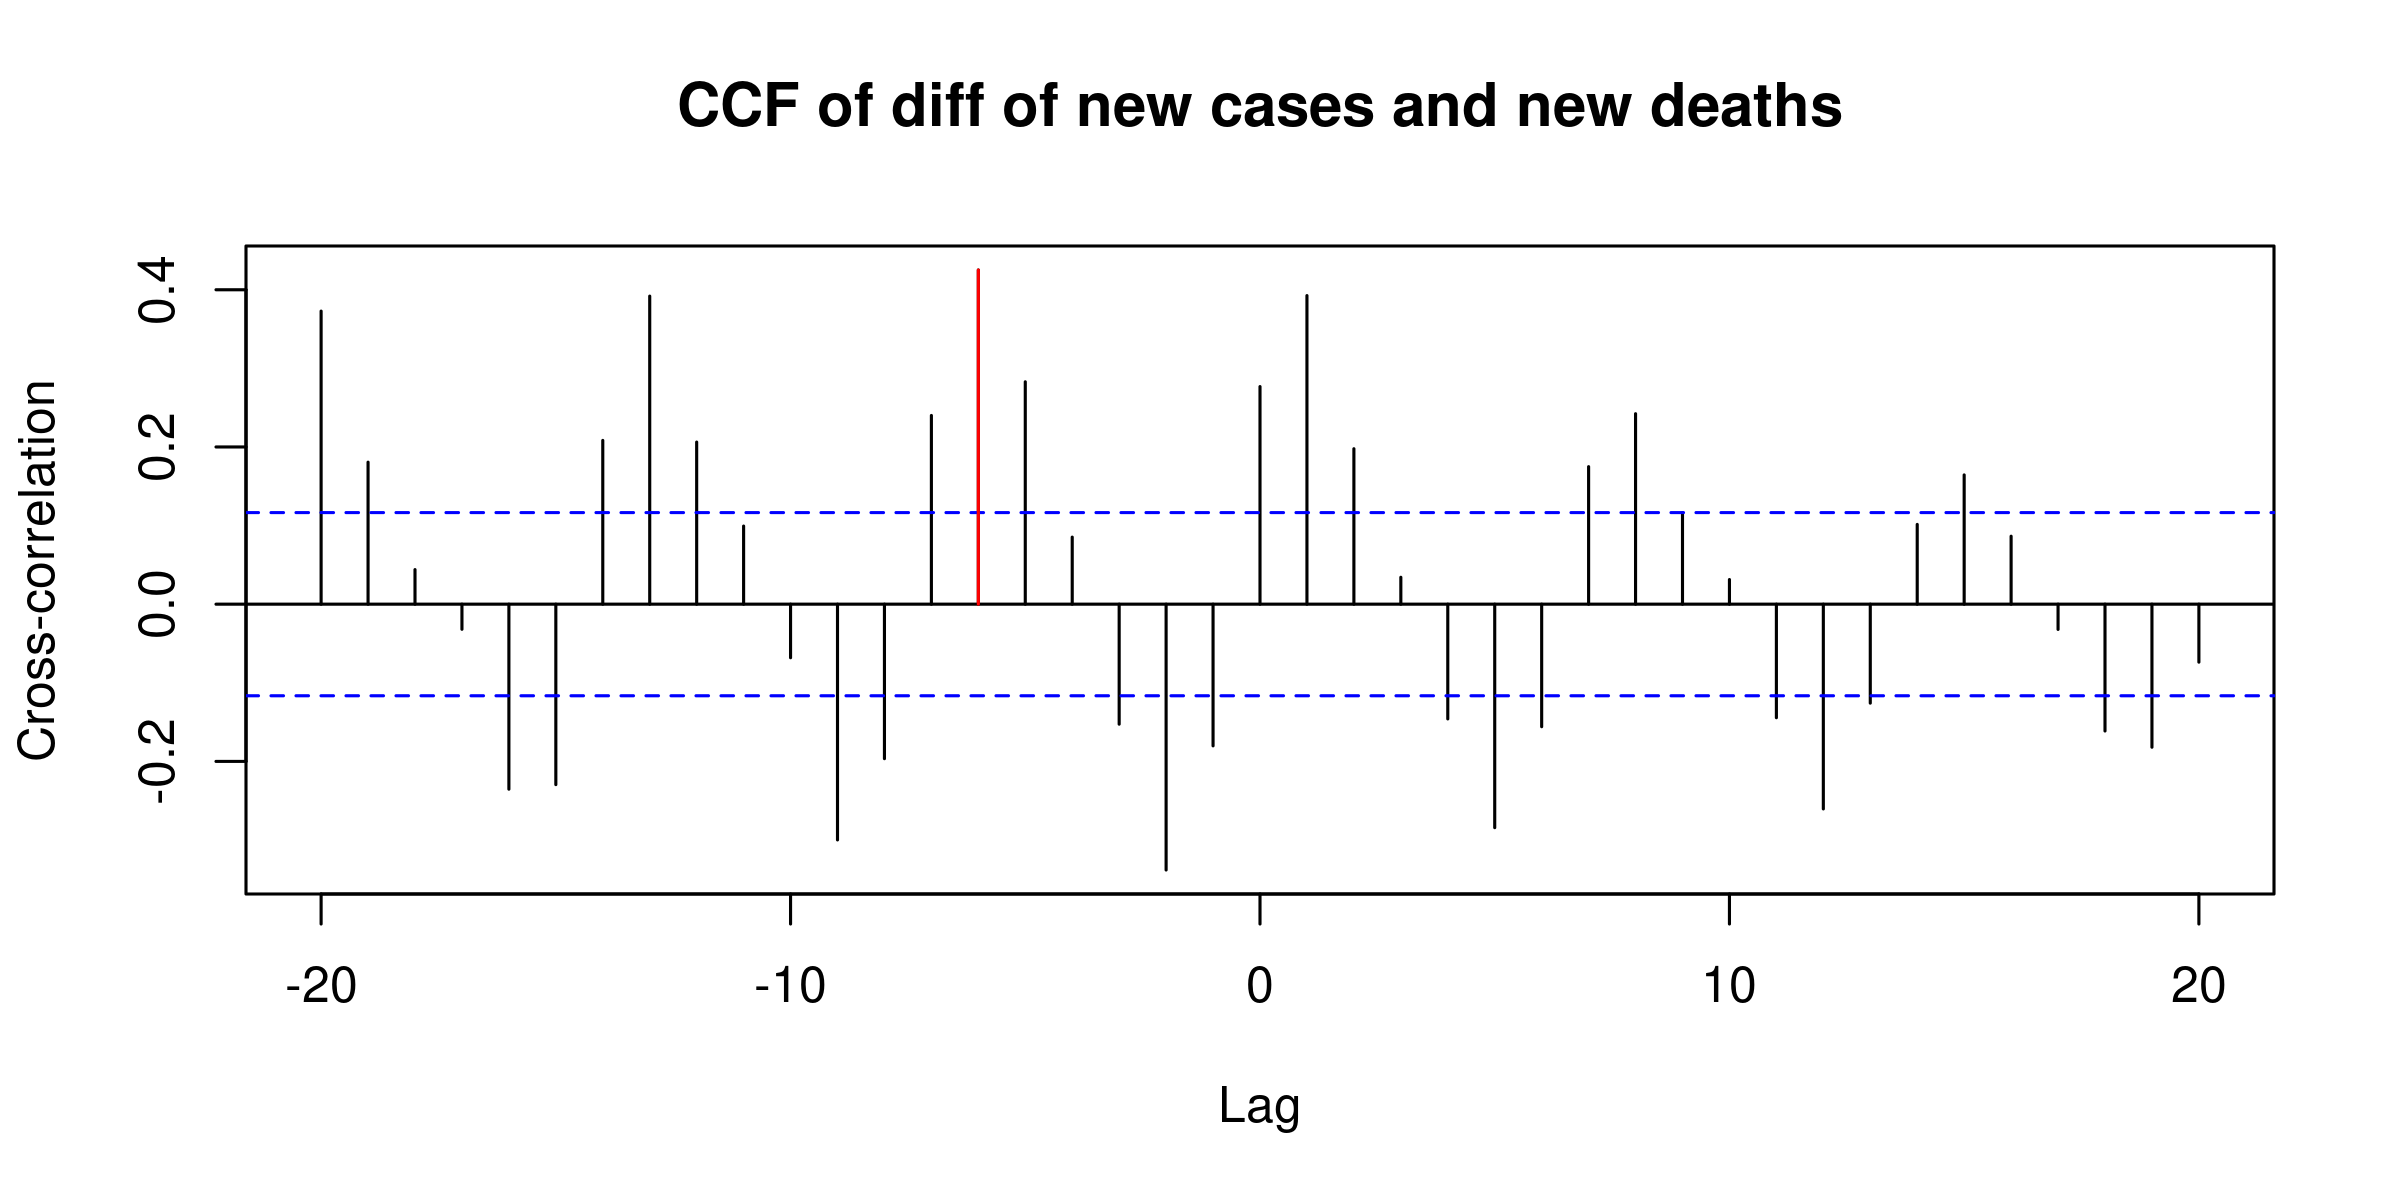 CCF of diff of new cases and new deaths
Cross-correlation
0.4
0.2
0.0
-0.2
-20 -10 0 10 20
Lag